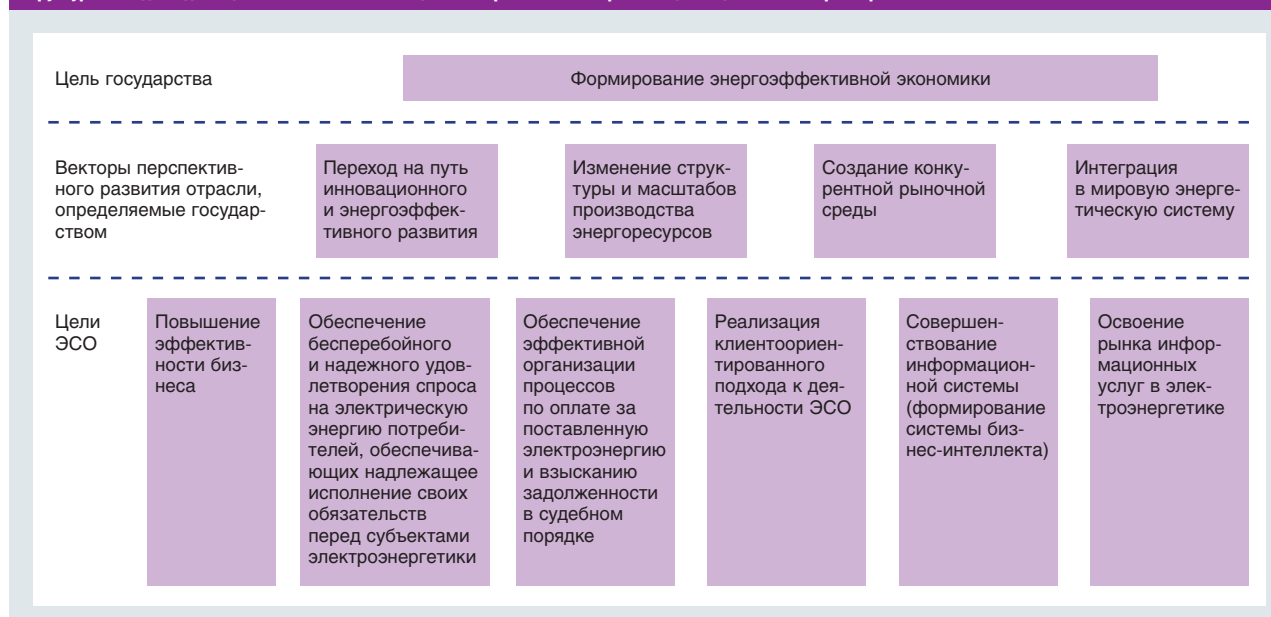 Цель государства
Формирование энергоэффективной экономики
Векторы перспектив-
ного развития отрасли,
определяемые государ-
ством
Переход на путь
инновационного
и энергоэффек-
тивного развития
Изменение струк-
туры и масштабов
производства
энергоресурсов
Создание конку-
рентной рыночной
среды
Интеграция
в мировую энерге-
тическую систему
Цели
ЭСО
Повышение
эффектив-
ности биз-
неса
Обеспечение
бесперебойного
и надежного удов-
летворения спроса
на электрическую
энергию потреби-
телей, обеспечива-
ющих надлежащее
исполнение своих
обязательств
перед субъектами
электроэнергетики
Обеспечение
эффективной
организации
процессов
по оплате за
поставленную
электроэнергию
и взысканию
задолженности
в судебном
порядке
Реализация
клиентоориен-
тированного
подхода к дея-
тельности ЭСО
Совершен-
ствование
информацион-
ной системы
(формирование
системы биз-
нес-интеллекта)
Освоение
рынка инфор-
мационных
услуг в элек-
троэнергетике